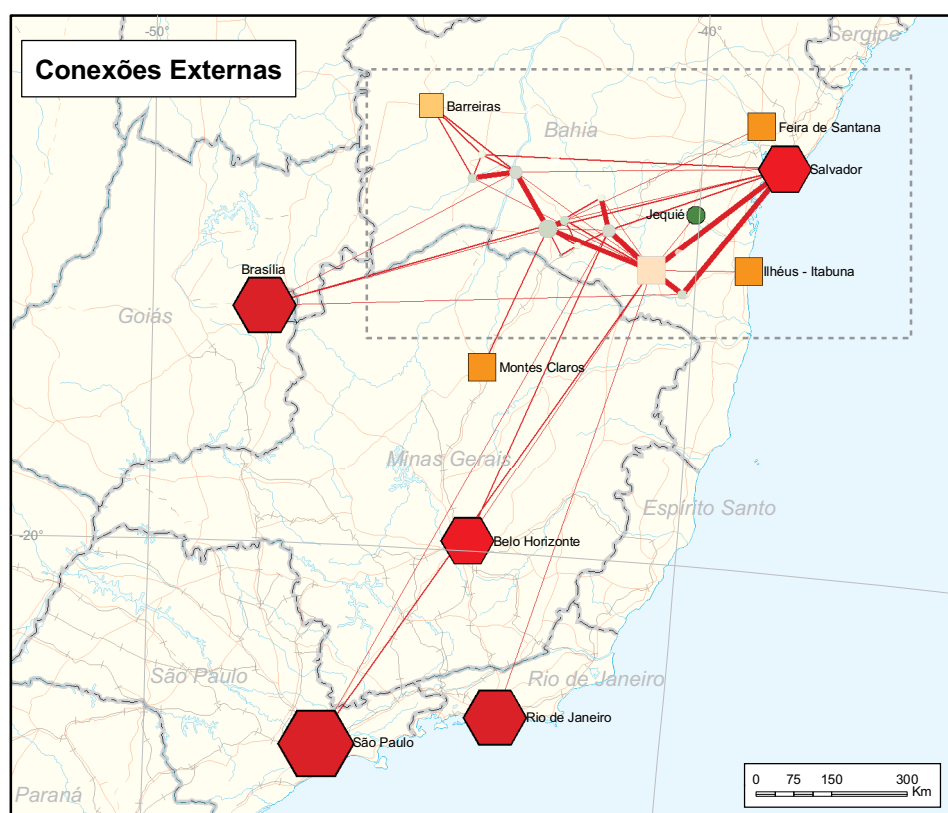 -50°
-40°
Sergipe
Conexões Externas
Barreiras
Bahia
Feira de Santana
Salvador
Jequié
Brasília
Ilhéus - Itabuna
Goiás
Montes Claros
Minas Gerais
Espírito Santo
-20°
Belo Horizonte
São Paulo
Rio de Janeiro
Rio de Janeiro
São Paulo
Paraná
0 75 150 300
Km